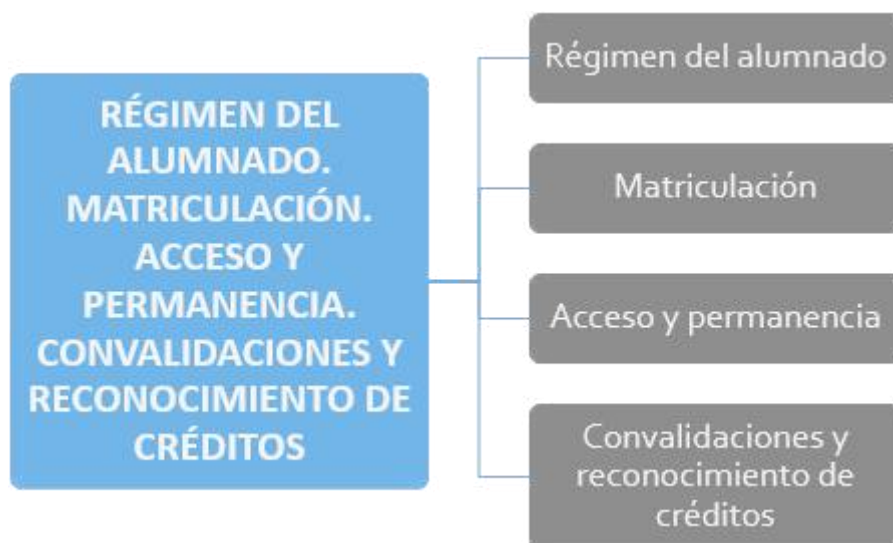 RÉGIMEN DEL
ALUMNADO.
MATRICULACIÓN.
ACCESO Y
PERMANENCIA.
CONVALIDACIONES Y
RECONOCIMIENTO DE
CRÉDITOS
Régimen del alumnado
Matriculación
Acceso y permanencia
Convalidaciones y
reconocimiento de
créditos